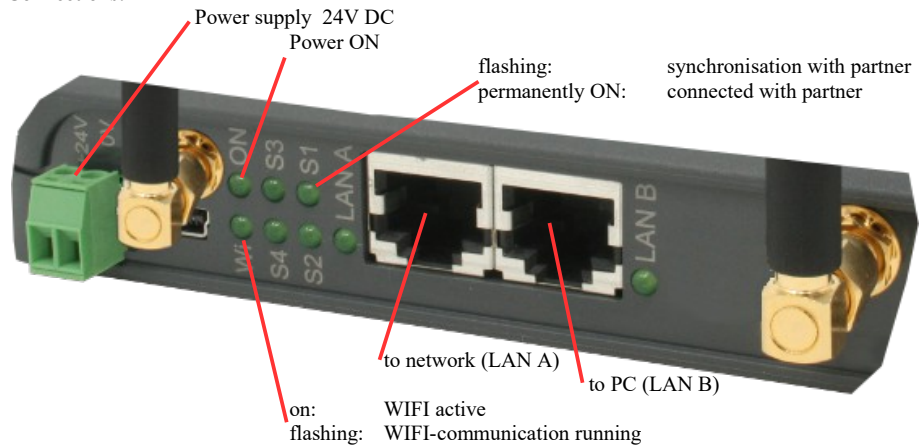 Power supply 24V DC
Power ON
flashing: synchronisation with partner
permanently ON: connected with partner
+24V
0V
ON
S3
S1
LAN A
S4
S2
LAN B
to network (LAN A)
to PC (LAN B)
on: WIFI active
flashing: WIFI-communication running